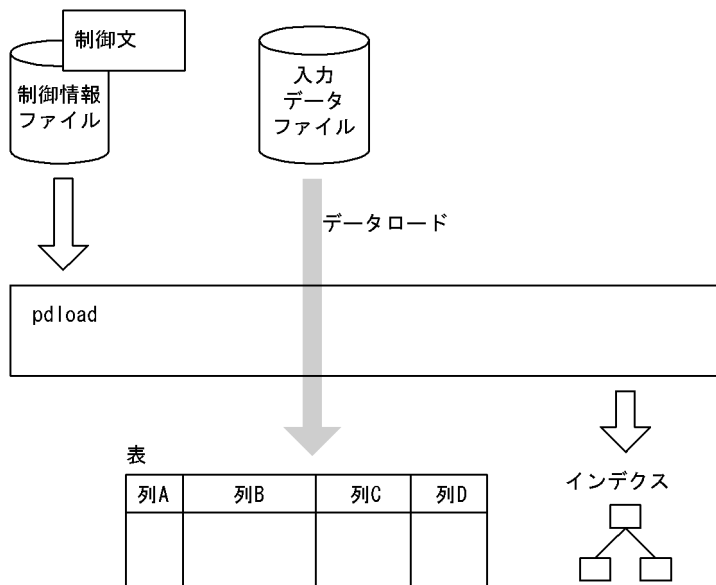 制御文
制御情報
ファイル
入力
データ
ファイル
データロード
pdload
表
列A
列B
列C
列D
インデクス